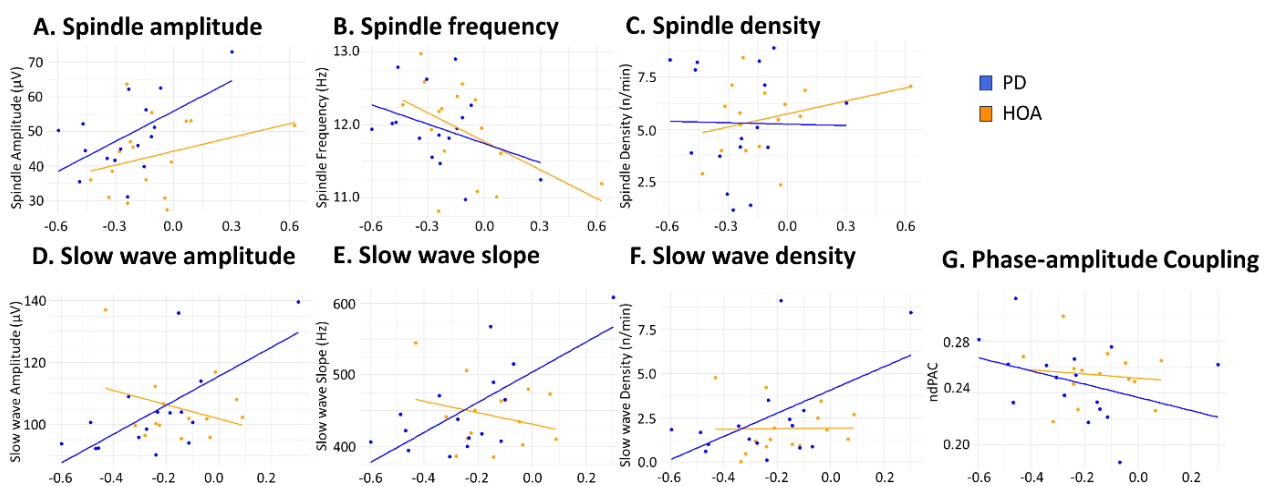 A. Spindle amplitude
Spindle Amplitude (µV)
70
60
50
40
30
-0.6 -0.3 0.0 0.3 0.6
B. Spindle frequency
Spindle Frequency (Hz)
13.0
12.0
11.0
-0.6 -0.3 0.0 0.3 0.6
C. Spindle density
Spindle Density (n/min)
7.5
5.0
2.5
-0.6 -0.3 0.0 0.3 0.6
PD
HOA
D. Slow wave amplitude
Slow wave Amplitude (µV)
140
120
100
-0.6 -0.4 -0.2 0.0 0.2
E. Slow wave slope
Slow wave Slope (Hz)
600
500
400
-0.6 -0.4 -0.2 0.0 0.2
F. Slow wave density
Slow wave Density (n/min)
7.5
5.0
2.5
0.0
-0.6 -0.4 -0.2 0.0 0.2
G. Phase-amplitude Coupling
ndPAC
0.28
0.24
0.20
-0.6 -0.4 -0.2 0.0 0.2